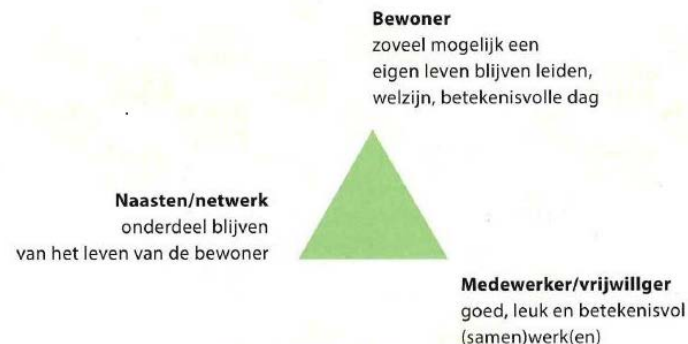 Bewoner
zoveel mogelijk een
eigen leven blijven leiden,
welzijn, betekenisvolle dag
Naasten/netwerk
onderdeel blijven
van het leven van de bewoner
Medewerker/vrijwillger
goed, leuk en betekenisvol
(samen)werk(en)